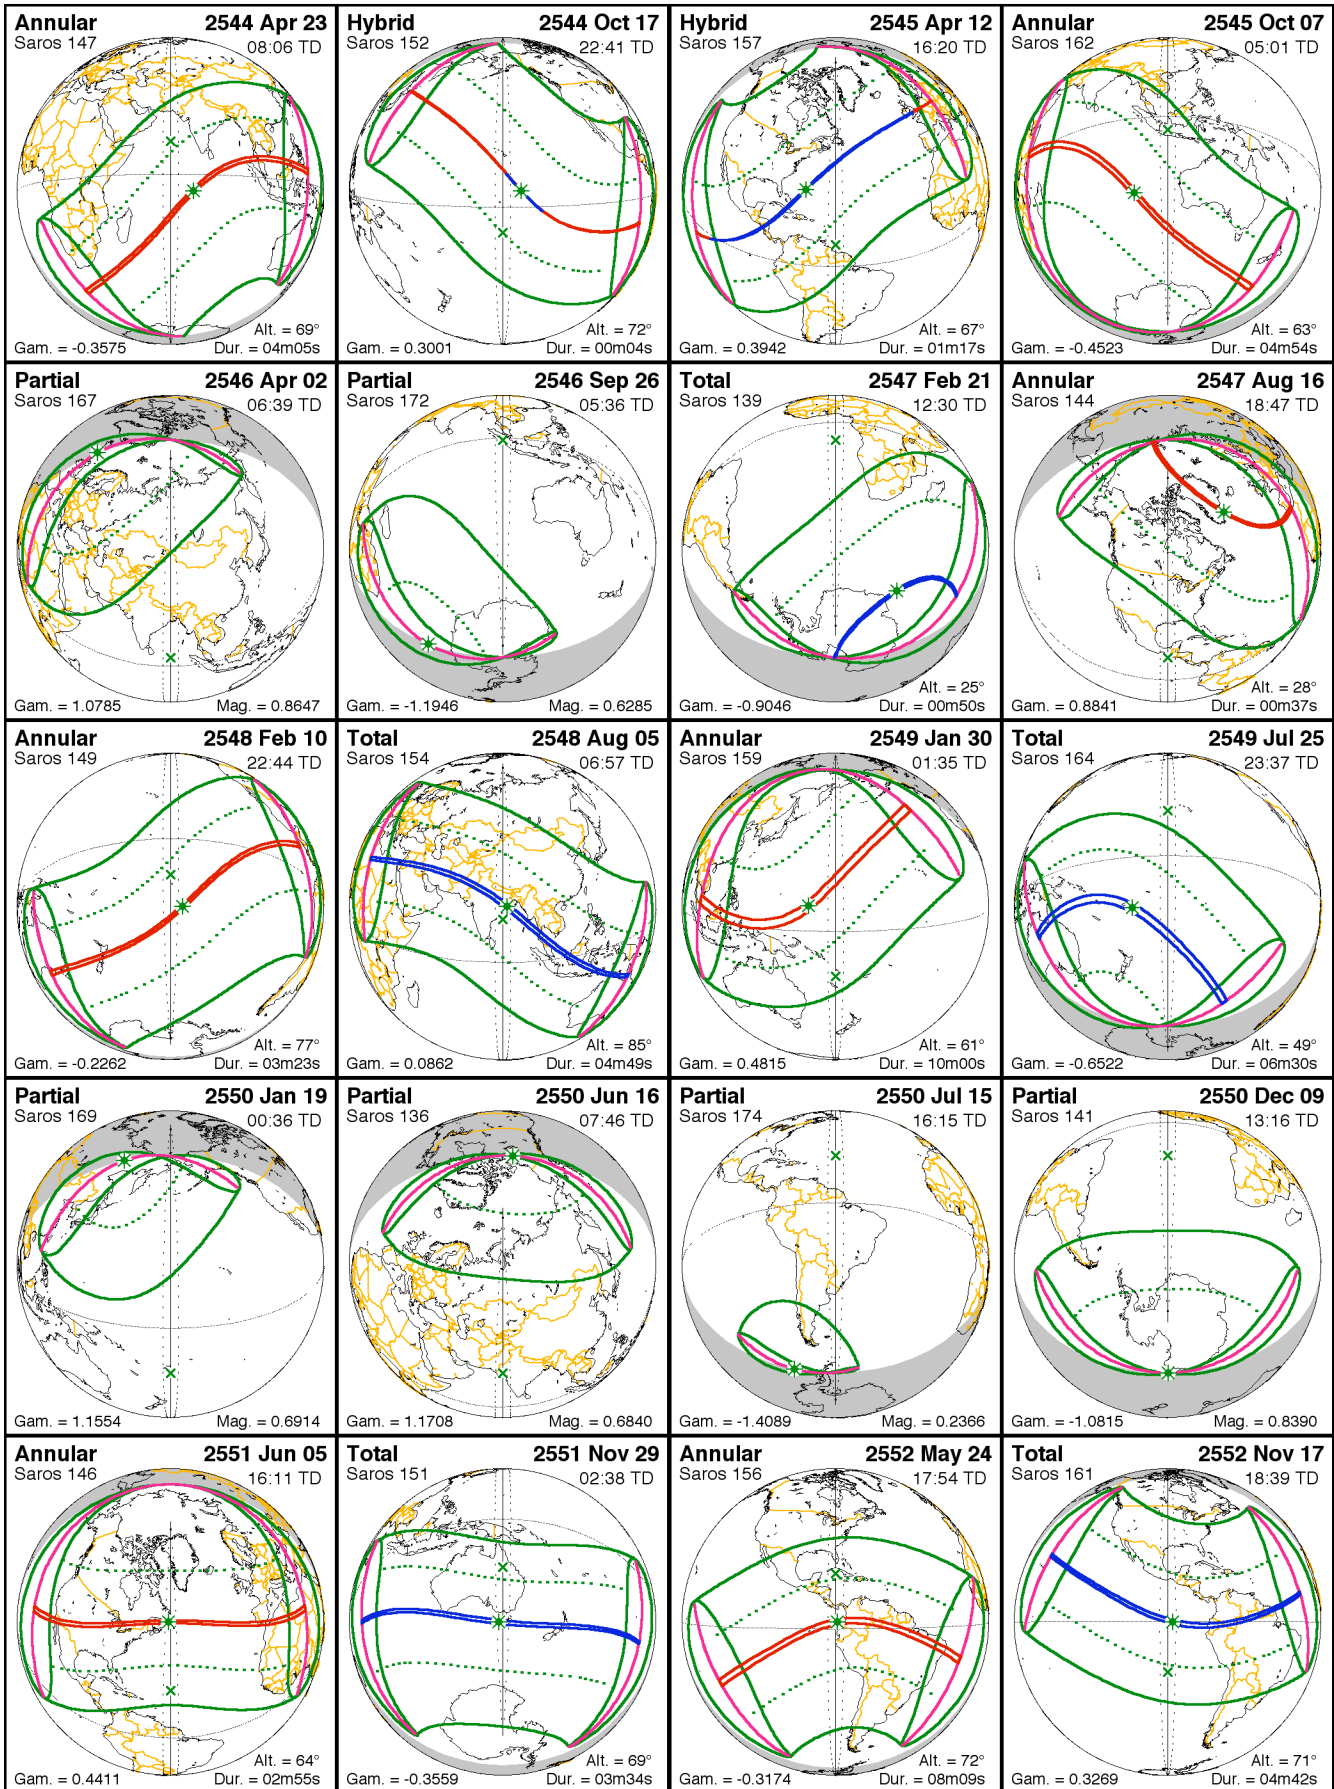 Annular 2544 Apr 23
Saros 147 08:06 TD
Alt. = 69°
Gam. = -0.3575 Dur. = 04m05s
Hybrid 2544 Oct 17
Saros 152 22:41 TD
Alt. = 72°
Gam. = 0.3001 Dur. = 00m04s
Hybrid 2545 Apr 12
Saros 157 16:20 TD
Alt. = 67°
Gam. = 0.3942 Dur. = 01m17s
Annular 2545 Oct 07
Saros 162 05:01 TD
Alt. = 63°
Gam. = -0.4523 Dur. = 04m54s
Partial 2546 Apr 02
Saros 167 06:39 TD
Gam. = 1.0785 Mag. = 0.8647
Partial 2546 Sep 26
Saros 172 05:36 TD
Gam. = -1.1946 Mag. = 0.6285
Total 2547 Feb 21
Saros 139 12:30 TD
Alt. = 25°
Gam. = -0.9046 Dur. = 00m50s
Annular 2547 Aug 16
Saros 144 18:47 TD
Alt. = 28°
Gam. = 0.8841 Dur. = 00m37s
Annular 2548 Feb 10
Saros 149 22:44 TD
Alt. = 77°
Gam. = -0.2262 Dur. = 03m23s
Total 2548 Aug 05
Saros 154 06:57 TD
Alt. = 85°
Gam. = 0.0862 Dur. = 04m49s
Annular 2549 Jan 30
Saros 159 01:35 TD
Alt. = 61°
Gam. = 0.4815 Dur. = 10m00s
Total 2549 Jul 25
Saros 164 23:37 TD
Alt. = 49°
Gam. = -0.6522 Dur. = 06m30s
Partial 2550 Jan 19
Saros 169 00:36 TD
Gam. = 1.1554 Mag. = 0.6914
Partial 2550 Jun 16
Saros 136 07:46 TD
Gam. = 1.1708 Mag. = 0.6840
Partial 2550 Jul 15
Saros 174 16:15 TD
Gam. = -1.4089 Mag. = 0.2366
Partial 2550 Dec 09
Saros 141 13:16 TD
Gam. = -1.0815 Mag. = 0.8390
Annular 2551 Jun 05
Saros 146 16:11 TD
Alt. = 64°
Gam. = 0.4411 Dur. = 02m55s
Total 2551 Nov 29
Saros 151 02:38 TD
Alt. = 69°
Gam. = -0.3559 Dur. = 03m34s
Annular 2552 May 24
Saros 156 17:54 TD
Alt. = 72°
Gam. = -0.3174 Dur. = 08m09s
Total 2552 Nov 17
Saros 161 18:39 TD
Alt. = 71°
Gam. = 0.3269 Dur. = 04m42s